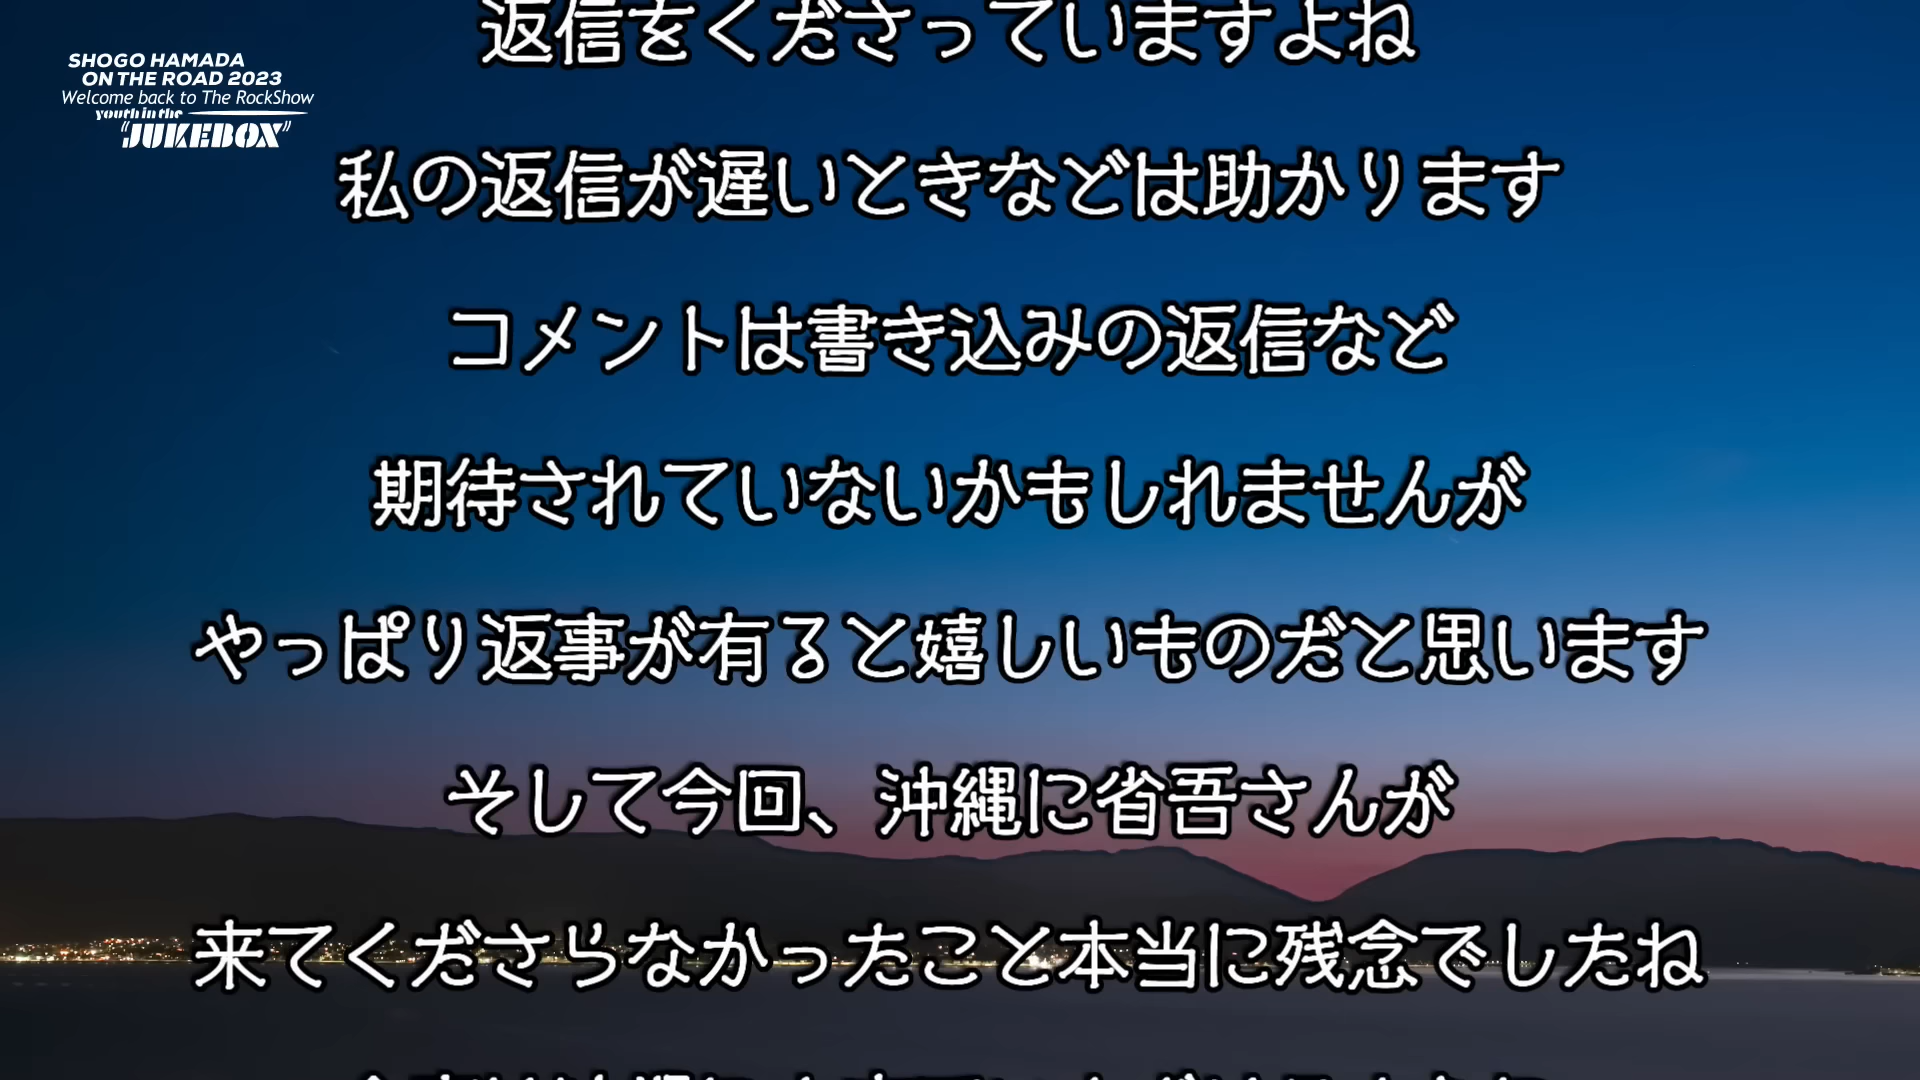 SHOGO HAMADA
ON THE ROAD 2023
Welcome back to The RockShow
youth in the
"JUKEBOX"
返信をくださっていますよね
私の返信が遅いときなどは助かります
コメントは書き込みの返信など
期待されていないかもしれませんが
やっぱり返事が有ると嬉しいものだと思います
そして今回、沖縄に省吾さんが
来てくださらなかったこと本当に残念でしたね